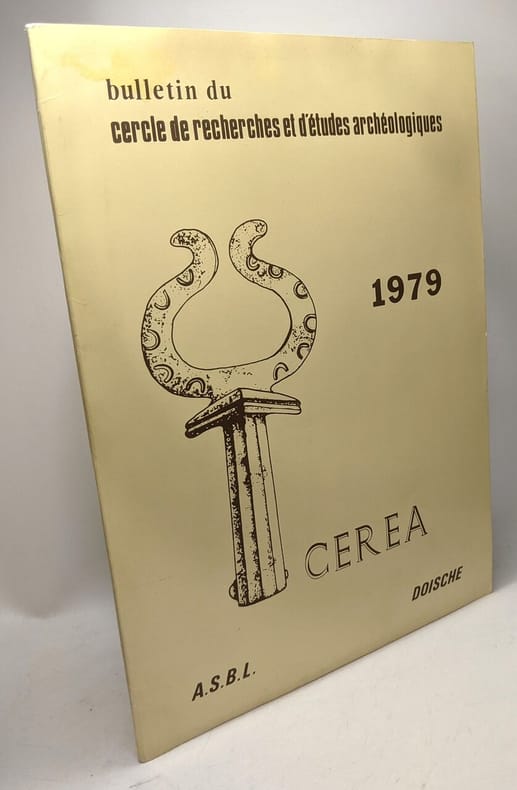 bulletin du
cercle de recherches et d'études archéologiques
1979
CEREA
DOISCHE
A.S.B.L.